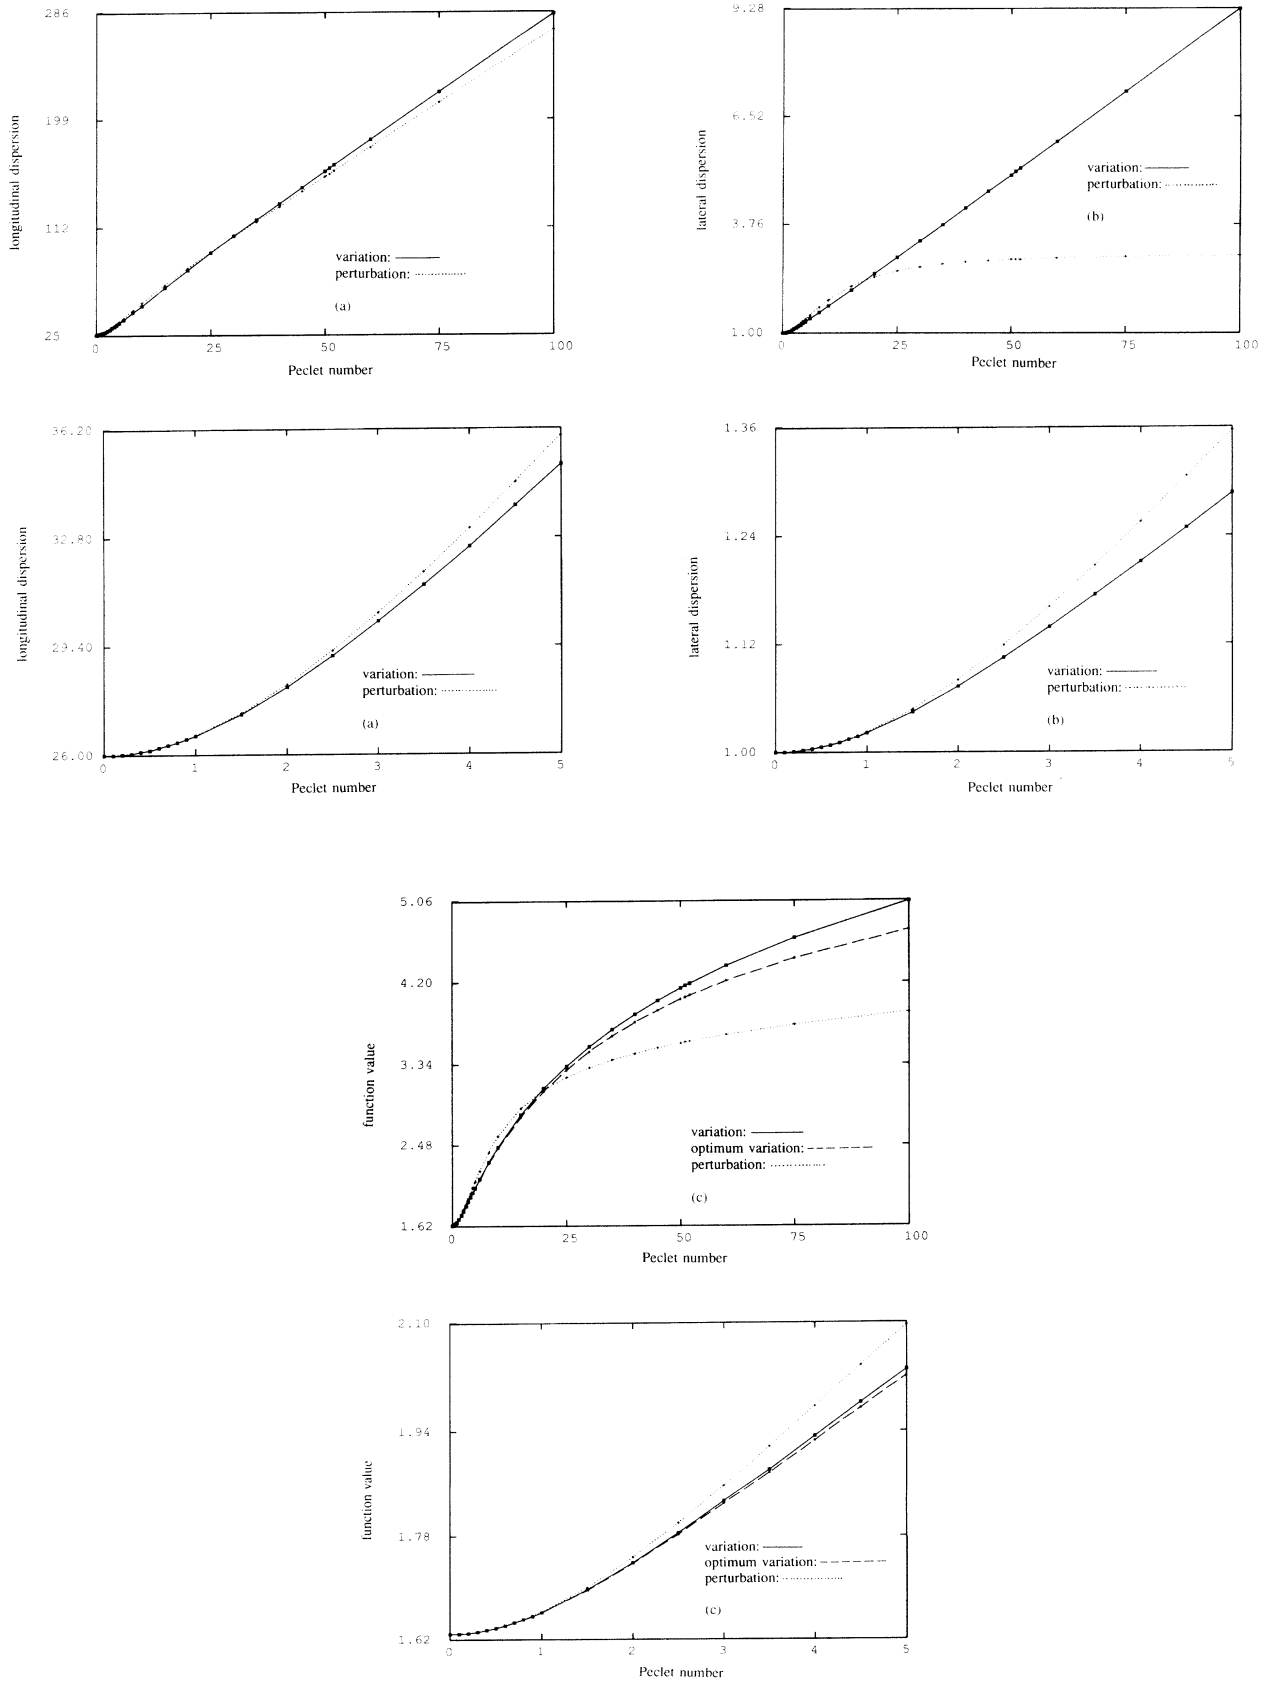 286
199
112
25
longitudinal dispersion
variation:
perturbation:
(a)
0 25 50 75 100
Peclet number
9.28
6.52
3.76
1.00
lateral dispersion
variation:
perturbation:
(b)
0 25 50 75 100
Peclet number
36.20
32.80
29.40
26.00
longitudinal dispersion
variation:
perturbation:
(a)
0 1 2 3 4 5
Peclet number
1.36
1.24
1.12
1.00
lateral dispersion
variation:
perturbation:
(b)
0 1 2 3 4 5
Peclet number
5.06
4.20
3.34
2.48
1.62
function value
variation:
optimum variation:
perturbation:
(c)
0 25 50 75 100
Peclet number
2.10
1.94
1.78
1.62
function value
variation:
optimum variation:
perturbation:
(c)
0 1 2 3 4 5
Peclet number